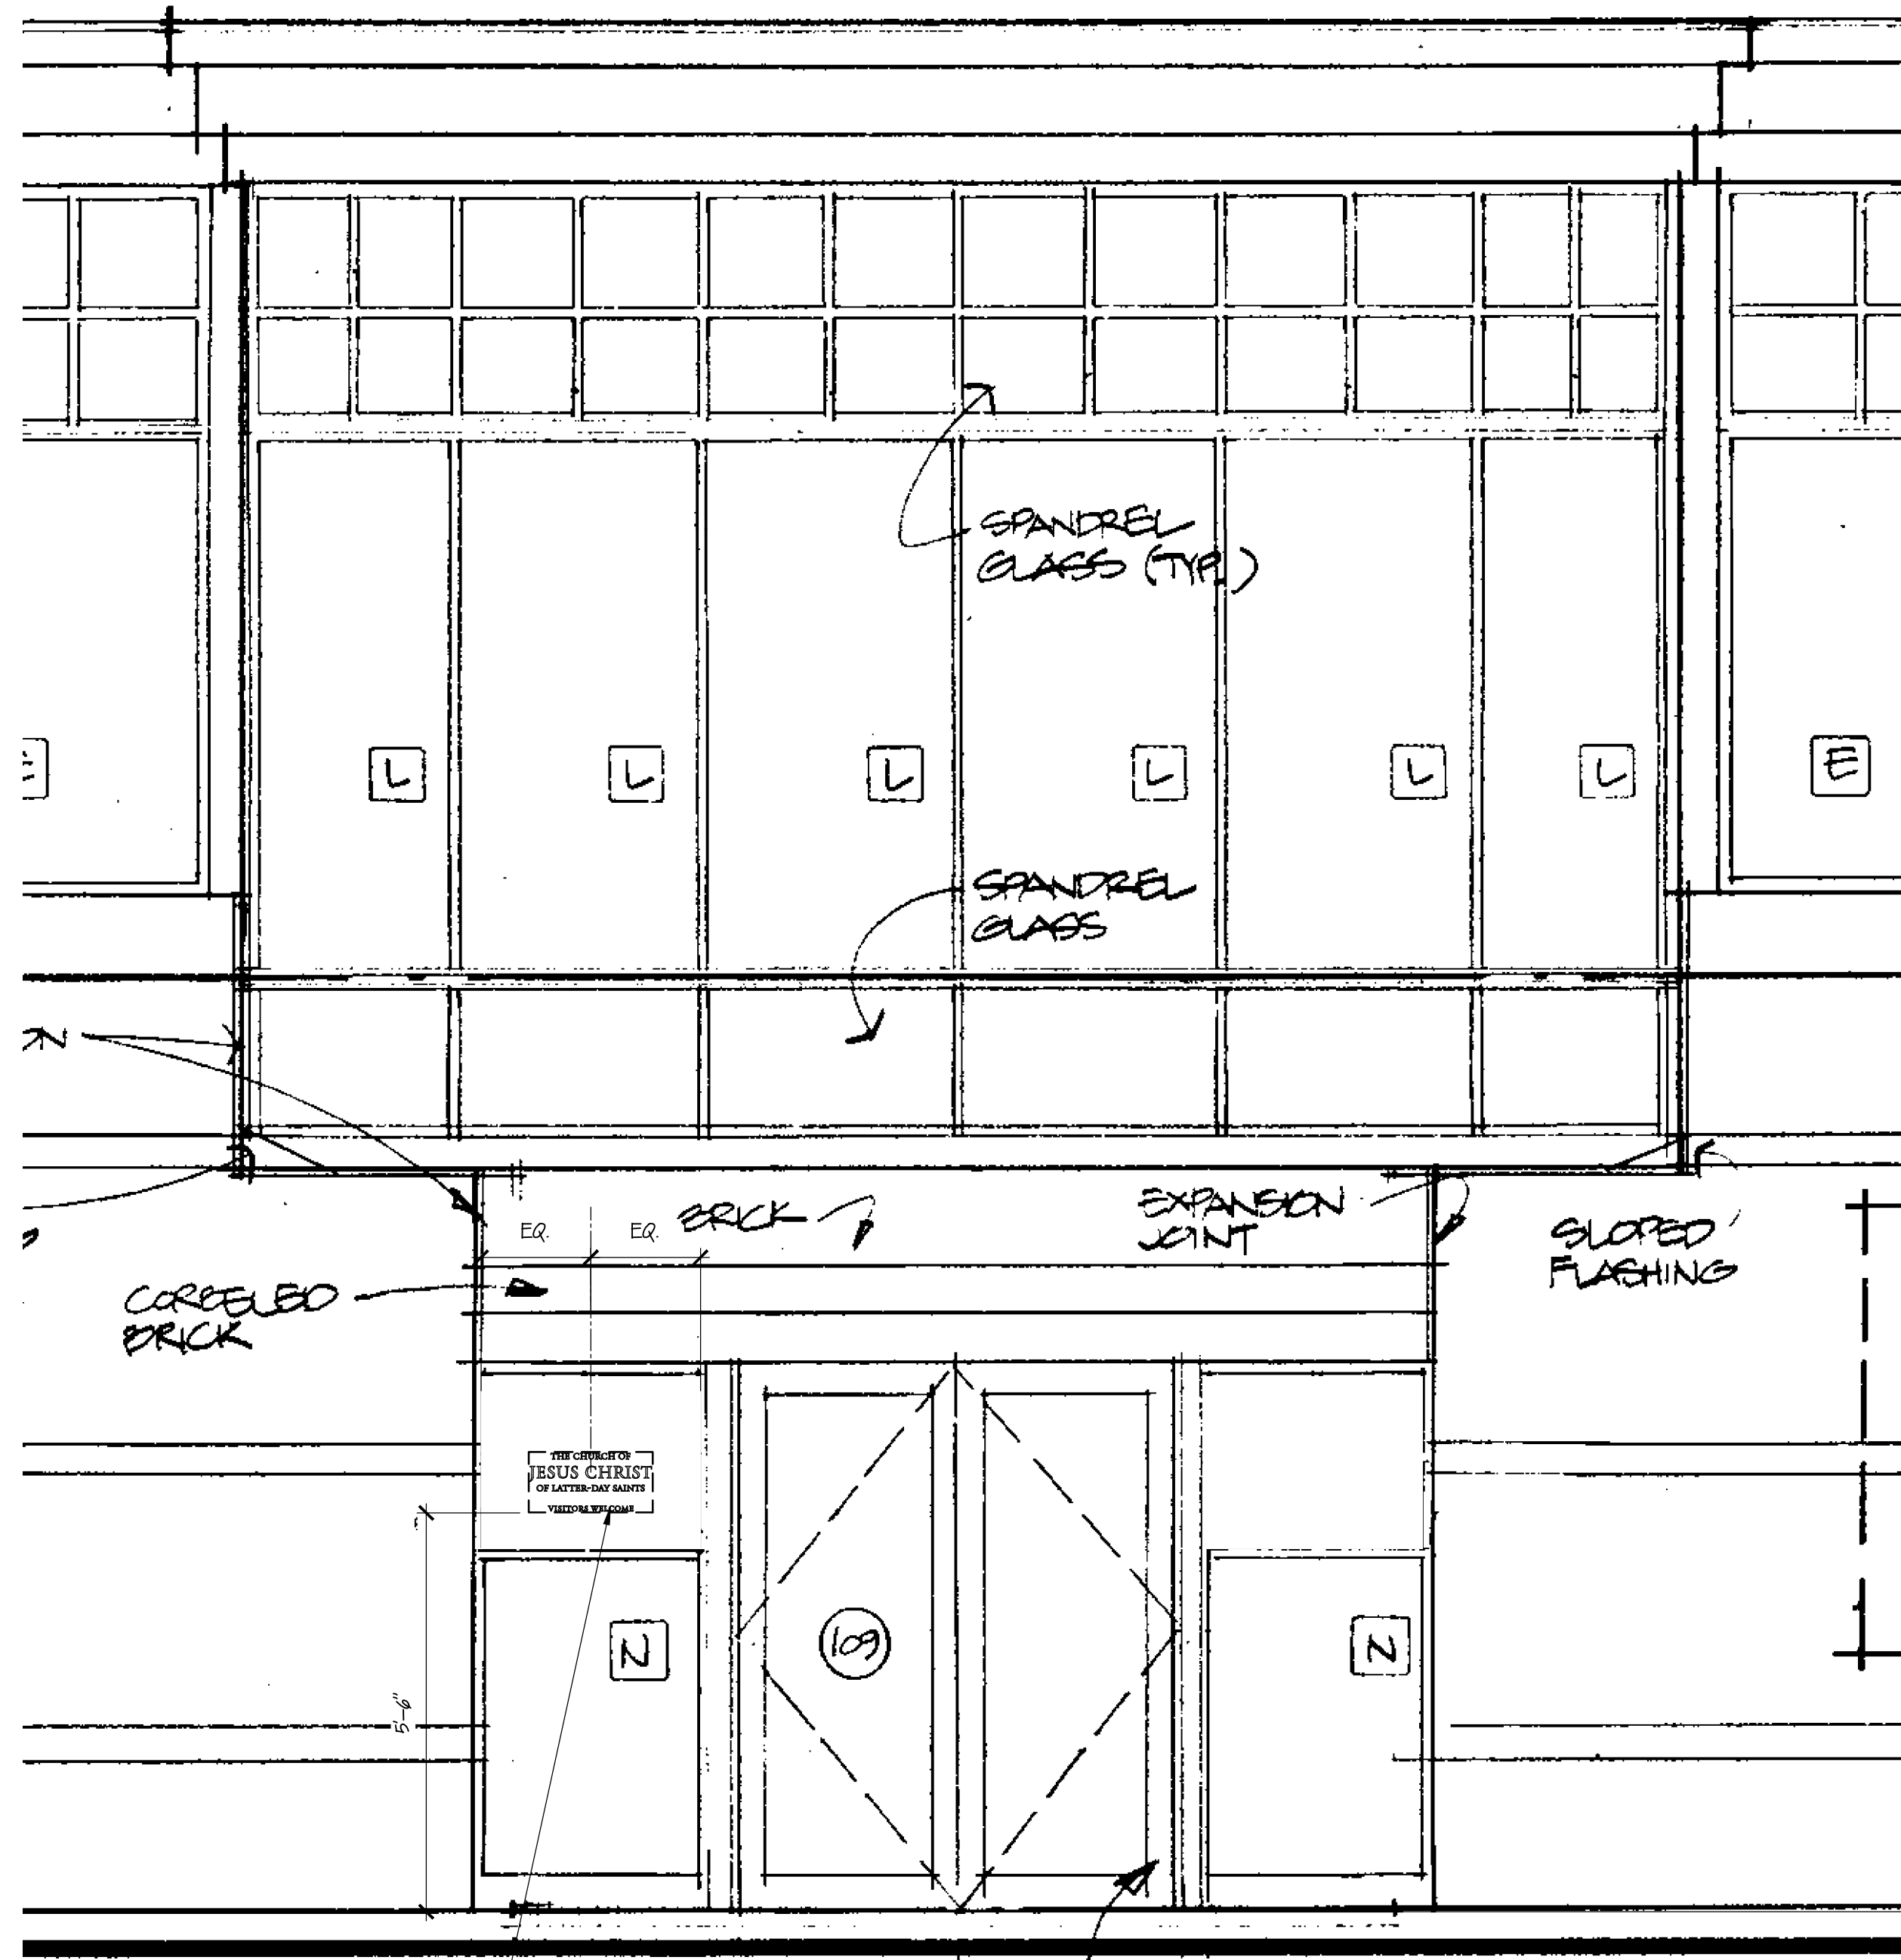 SPANDREL
GLASS (TYP.)
E
L
L
L
L
L
L
E
SPANDREL
GLASS
EQ.
EQ.
BRICK
EXPANSION
JOINT
SLOPED
FLASHING
CORBELED
BRICK
THE CHURCH OF
JESUS CHRIST
OF LATTER-DAY SAINTS
VISITORS WELCOME
N
109
N
5'-6"